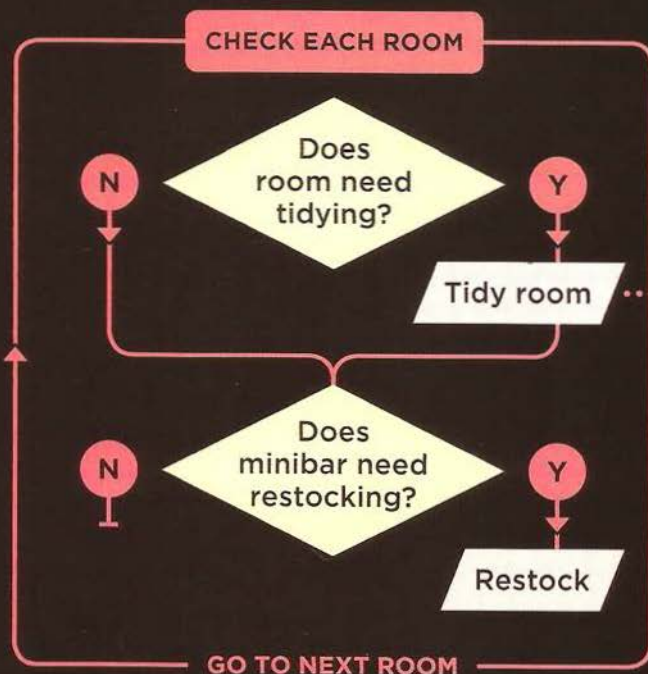 CHECK EACH ROOM
Does
room need
tidying?
N
Y
Tidy room
Does
minibar need
restocking?
N
Y
Restock
GO TO NEXT ROOM